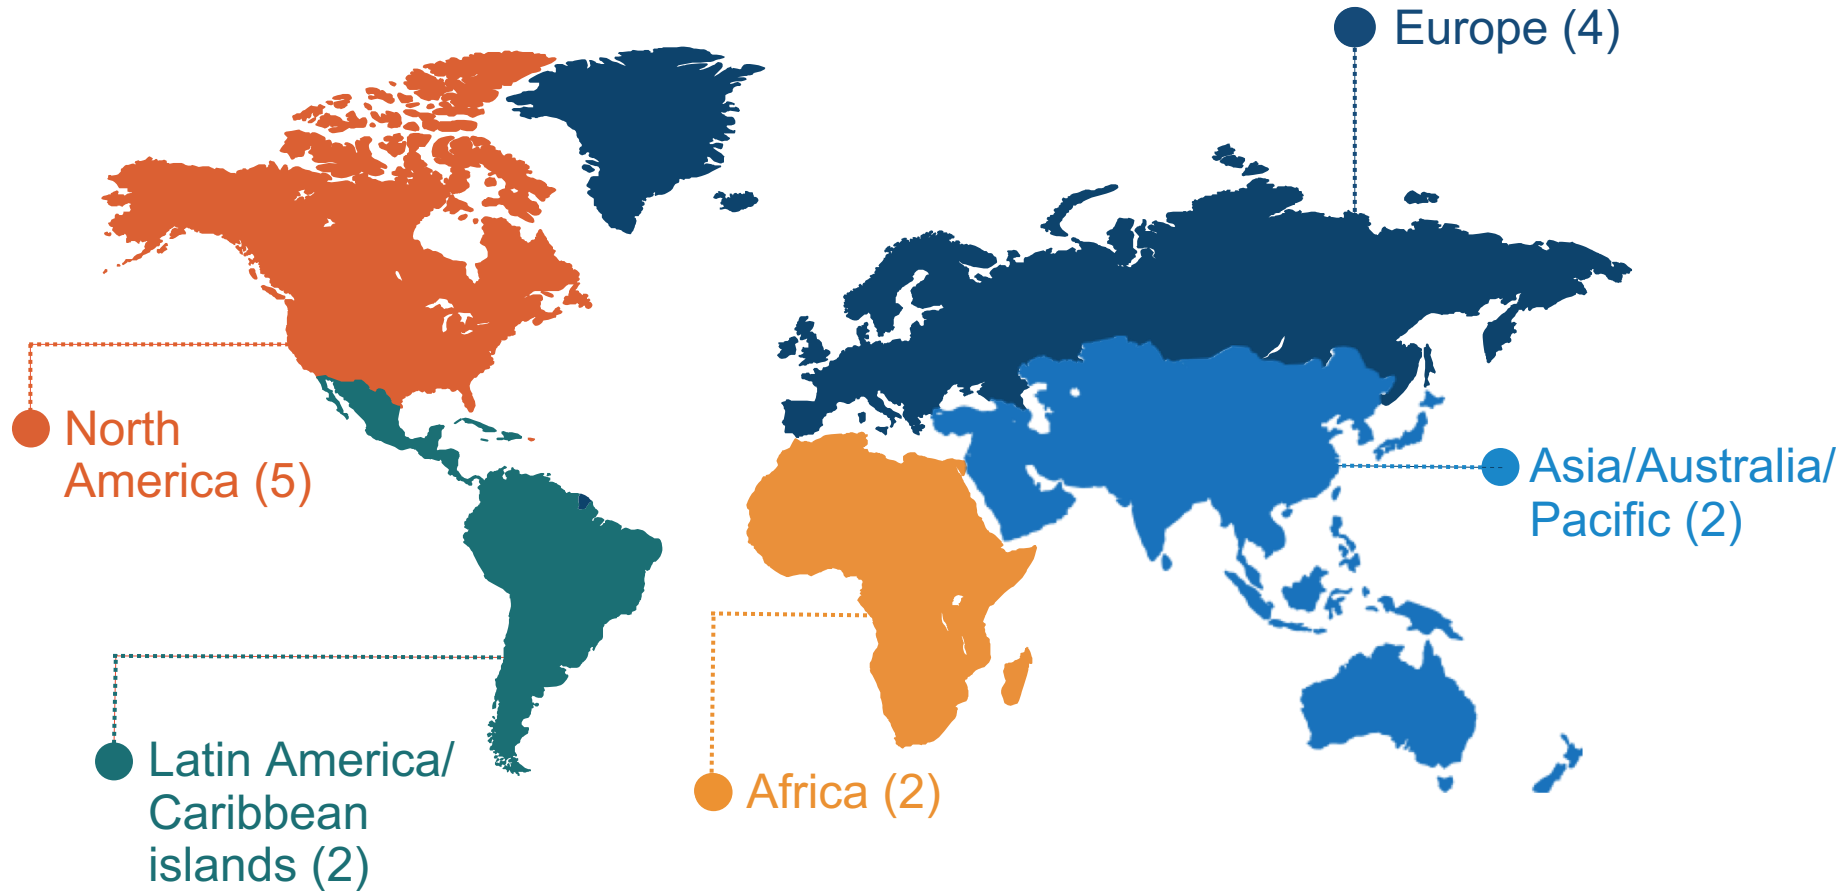 Europe (4)
North
America (5)
Asia/Australia/
Pacific (2)
Latin America/
Caribbean
islands (2)
Africa (2)